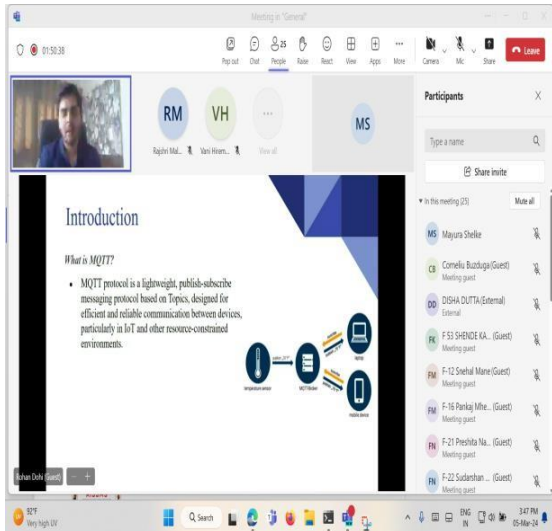 Meeting in "General"
01:50:38
Pop out
Chat
25
People
Raise
React
View
Apps
More
Camera
Mic
Share
Leave
RM
Rajshri Mal...
VH
Vani Hirem...
...
View all
MS
Introduction
What is MQTT?
• MQTT protocol is a lightweight, publish-subscribe
messaging protocol based on Topics, designed for
efficient and reliable communication between devices,
particularly in IoT and other resource-constrained
environments.
temperature sensor
MQTT-Broker
laptop
mobile device
Rohan Dohi (Guest)
Participants
Type a name
Share invite
In this meeting (25)
Mute all
MS Mayura Shelke
CB Corneliu Buzduga(Guest)
Meeting guest
DD DISHA DUTTA(External)
External
FK F 53 SHENDE KA... (Guest)
Meeting guest
FM F-12 Snehal Mane(Guest)
Meeting guest
FM F-16 Pankaj Mhe... (Guest)
Meeting guest
FN F-21 Preshita Na... (Guest)
Meeting guest
FN F-22 Sudarshan ... (Guest)
Meeting guest
92°F
Very high UV
Search
ENG
IN
3:47 PM
05-Mar-24